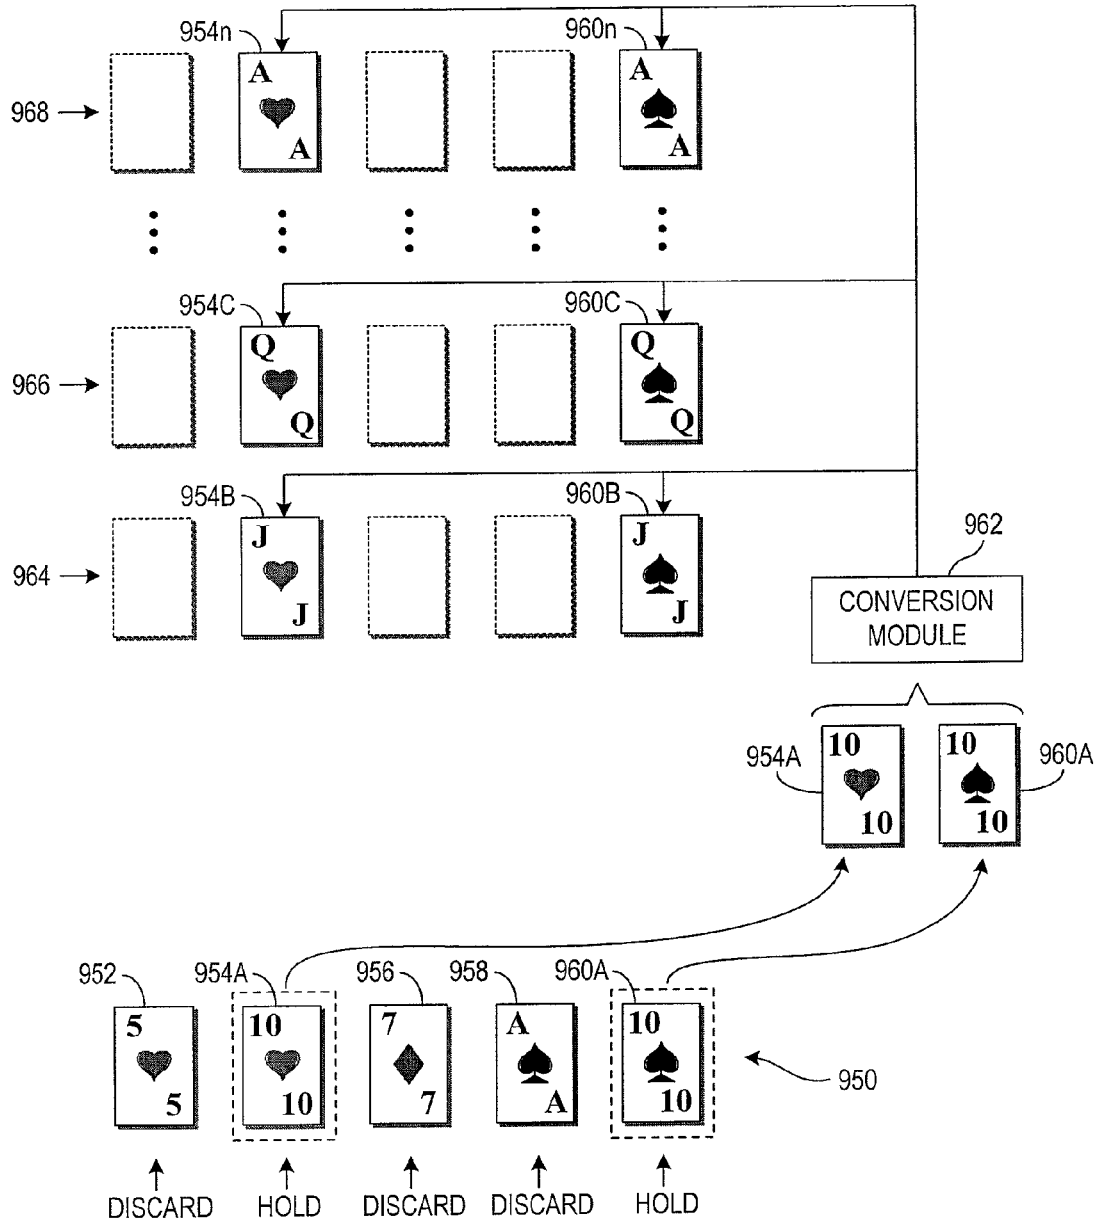 954n
960n
A
A
A
A
968
954C
960C
Q
Q
Q
Q
966
954B
960B
J
J
J
J
964
962
CONVERSION
MODULE
954A
10
10
10
10
960A
952
954A
956
958
960A
5
5
10
10
7
7
A
A
10
10
950
DISCARD
HOLD
DISCARD
DISCARD
HOLD